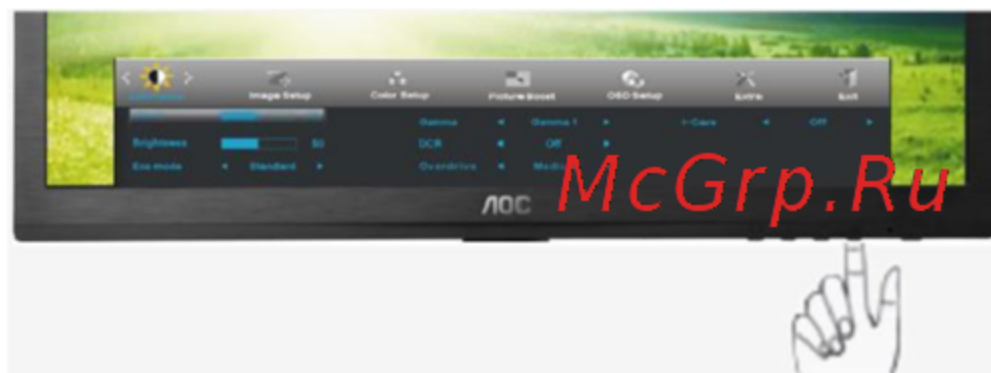 Image Setup Color Setup Picture Boost OSD Setup Extra Exit
Gamma Gamma 1 i-Care Off
Brightness 50 DCR Off
Eco mode Standard Overdrive
AOC
McGrp.Ru